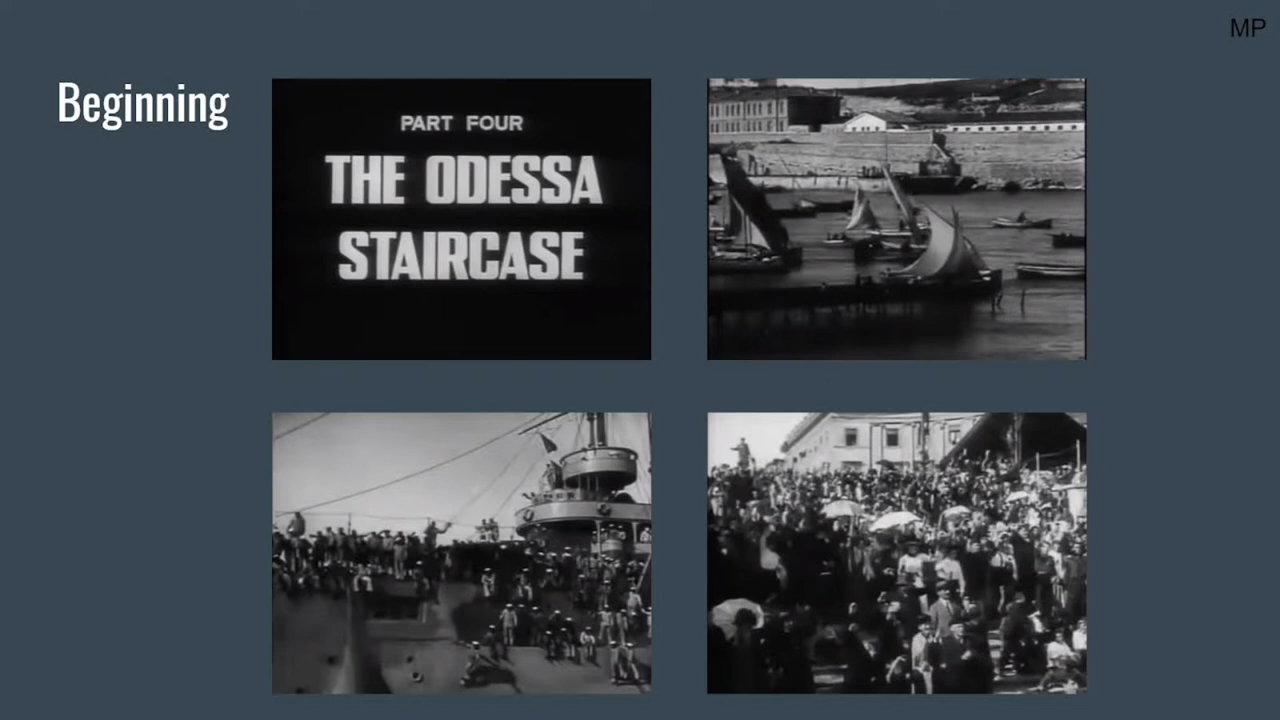 MP
Beginning
PART FOUR
THE ODESSA
STAIRCASE